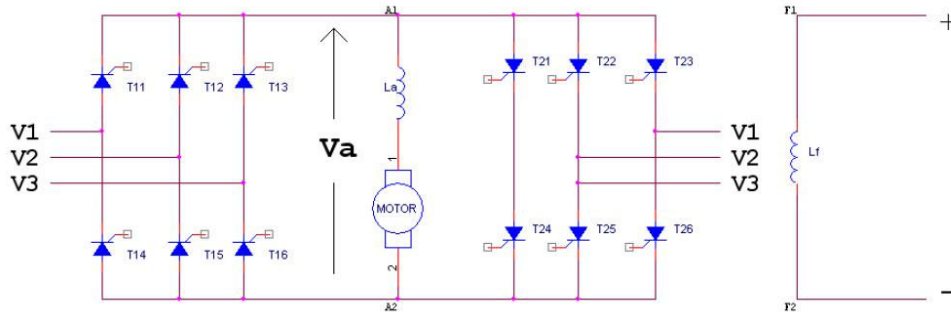 A1
F1
+
T11
T12
T13
La
T21
T22
T23
V1
V2
V3
Va
1
MOTOR
2
V1
V2
V3
Lf
T14
T15
T16
T24
T25
T26
A2
F2
-